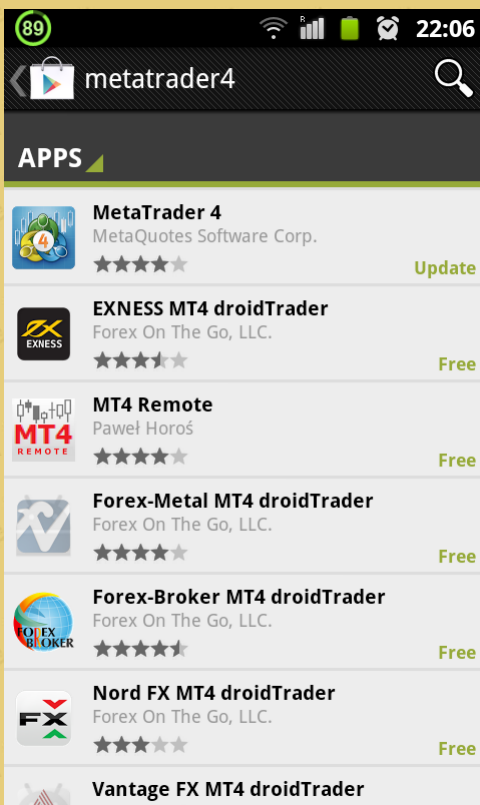 89 R 22:06
metatrader4
APPS
4
MetaTrader 4
MetaQuotes Software Corp.
Update
EXNESS
EXNESS MT4 droidTrader
Forex On The Go, LLC.
Free
MT4
REMOTE
MT4 Remote
Paweł Horoś
Free
Forex-Metal MT4 droidTrader
Forex On The Go, LLC.
Free
FOREX
BROKER
Forex-Broker MT4 droidTrader
Forex On The Go, LLC.
Free
FX
Nord FX MT4 droidTrader
Forex On The Go, LLC.
Free
Vantage FX MT4 droidTrader